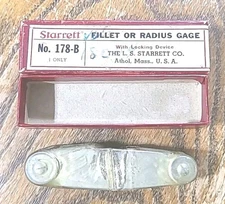 Starrett FILLET OR RADIUS GAGE
No. 178-B
With Locking Device
1 ONLY
THE L. S. STARRETT CO.
Athol, Mass., U. S. A.